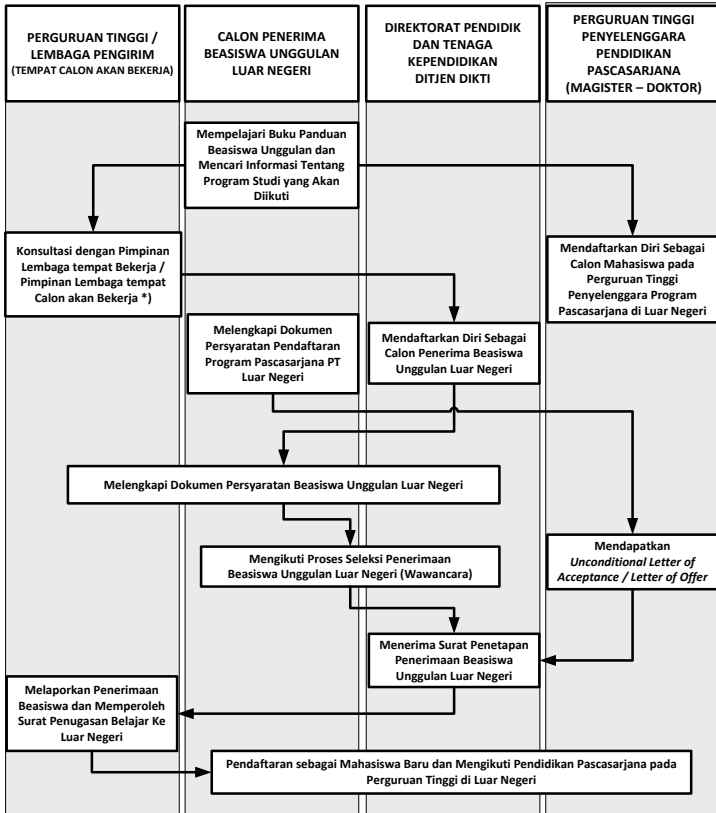 PERGURUAN TINGGI /
LEMBAGA PENGIRIM
(TEMPAT CALON AKAN BEKERJA)
CALON PENERIMA
BEASISWA UNGGULAN
LUAR NEGERI
DIREKTORAT PENDIDIK
DAN TENAGA
KEPENDIDIKAN
DITJEN DIKTI
PERGURUAN TINGGI
PENYELENGGARA
PENDIDIKAN
PASCASARJANA
(MAGISTER – DOKTOR)
Mempelajari Buku Panduan
Beasiswa Unggulan dan
Mencari Informasi Tentang
Program Studi yang Akan
Diikuti
Konsultasi dengan Pimpinan
Lembaga tempat Bekerja /
Pimpinan Lembaga tempat
Calon akan Bekerja *)
Mendaftarkan Diri Sebagai
Calon Mahasiswa pada
Perguruan Tinggi
Penyelenggara Program
Pascasarjana di Luar Negeri
Melengkapi Dokumen
Persyaratan Pendaftaran
Program Pascasarjana PT
Luar Negeri
Mendaftarkan Diri Sebagai
Calon Penerima Beasiswa
Unggulan Luar Negeri
Melengkapi Dokumen Persyaratan Beasiswa Unggulan Luar Negeri
Mengikuti Proses Seleksi Penerimaan
Beasiswa Unggulan Luar Negeri (Wawancara)
Mendapatkan
Unconditional Letter of
Acceptance / Letter of Offer
Menerima Surat Penetapan
Penerimaan Beasiswa
Unggulan Luar Negeri
Melaporkan Penerimaan
Beasiswa dan Memperoleh
Surat Penugasan Belajar Ke
Luar Negeri
Pendaftaran sebagai Mahasiswa Baru dan Mengikuti Pendidikan Pascasarjana pada
Perguruan Tinggi di Luar Negeri